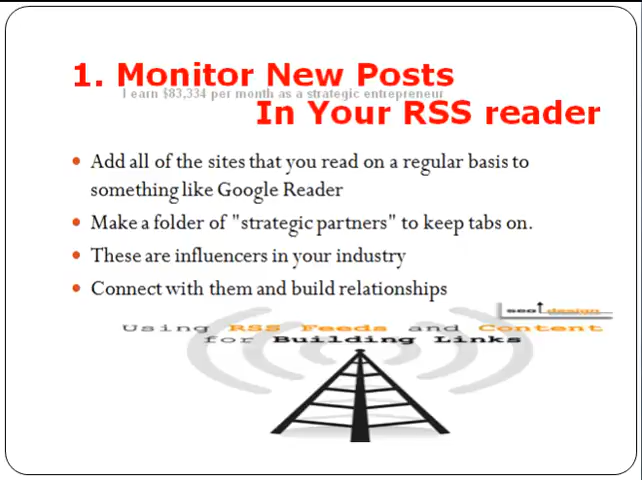 1. Monitor New Posts
I earn $83,334 per month as a strategic entrepreneur
In Your RSS reader
Add all of the sites that you read on a regular basis to
something like Google Reader
Make a folder of "strategic partners" to keep tabs on.
These are influencers in your industry
Connect with them and build relationships
seo design
Using RSS Feeds and Content
for Building Links